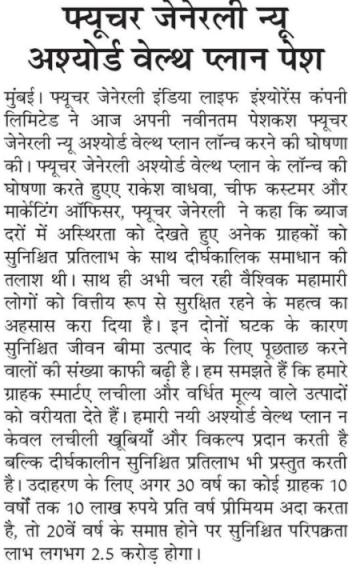 फ्यूचर जेनेरली न्यू
अश्योर्ड वेल्थ प्लान पेश
मुंबई। फ्यूचर जेनेरली इंडिया लाइफ इंश्योरेंस कंपनी
लिमिटेड ने आज अपनी नवीनतम पेशकश फ्यूचर
जेनेरली न्यू अश्योर्ड वेल्थ प्लान लॉन्च करने की घोषणा
की। फ्यूचर जेनेरली अश्योर्ड वेल्थ प्लान के लॉन्च की
घोषणा करते हुएए राकेश वाधवा, चीफ कस्टमर और
मार्केटिंग ऑफिसर, फ्यूचर जेनेरली ने कहा कि ब्याज
दरों में अस्थिरता को देखते हुए अनेक ग्राहकों को
सुनिश्चित प्रतिलाभ के साथ दीर्घकालिक समाधान की
तलाश थी। साथ ही अभी चल रही वैश्विक महामारी
लोगों को वित्तीय रूप से सुरक्षित रहने के महत्व का
अहसास करा दिया है। इन दोनों घटक के कारण
सुनिश्चित जीवन बीमा उत्पाद के लिए पूछताछ करने
वालों की संख्या काफी बढ़ी है। हम समझते हैं कि हमारे
ग्राहक स्मार्टए लचीला और वर्धित मूल्य वाले उत्पादों
को वरीयता देते हैं। हमारी नयी अश्योर्ड वेल्थ प्लान न
केवल लचीली खूबियाँ और विकल्प प्रदान करती है
बल्कि दीर्घकालीन सुनिश्चित प्रतिलाभ भी प्रस्तुत करती
है। उदाहरण के लिए अगर 30 वर्ष का कोई ग्राहक 10
वर्षों तक 10 लाख रुपये प्रति वर्ष प्रीमियम अदा करता
है, तो 20वें वर्ष के समाप्त होने पर सुनिश्चित परिपक्वता
लाभ लगभग 2.5 करोड़ होगा।